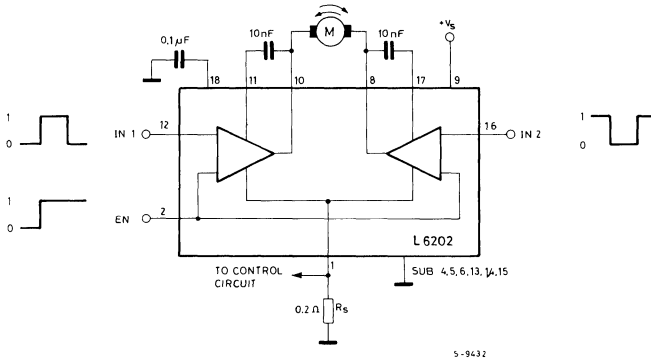 +Vs
0.1µF
10nF
M
10nF
18
11
10
8
17
9
1
0
IN 1
12
16
IN 2
1
0
1
0
EN
2
L6202
TO CONTROL
CIRCUIT
1
SUB 4,5,6,13,14,15
0.2 Ω
Rs
S-9432